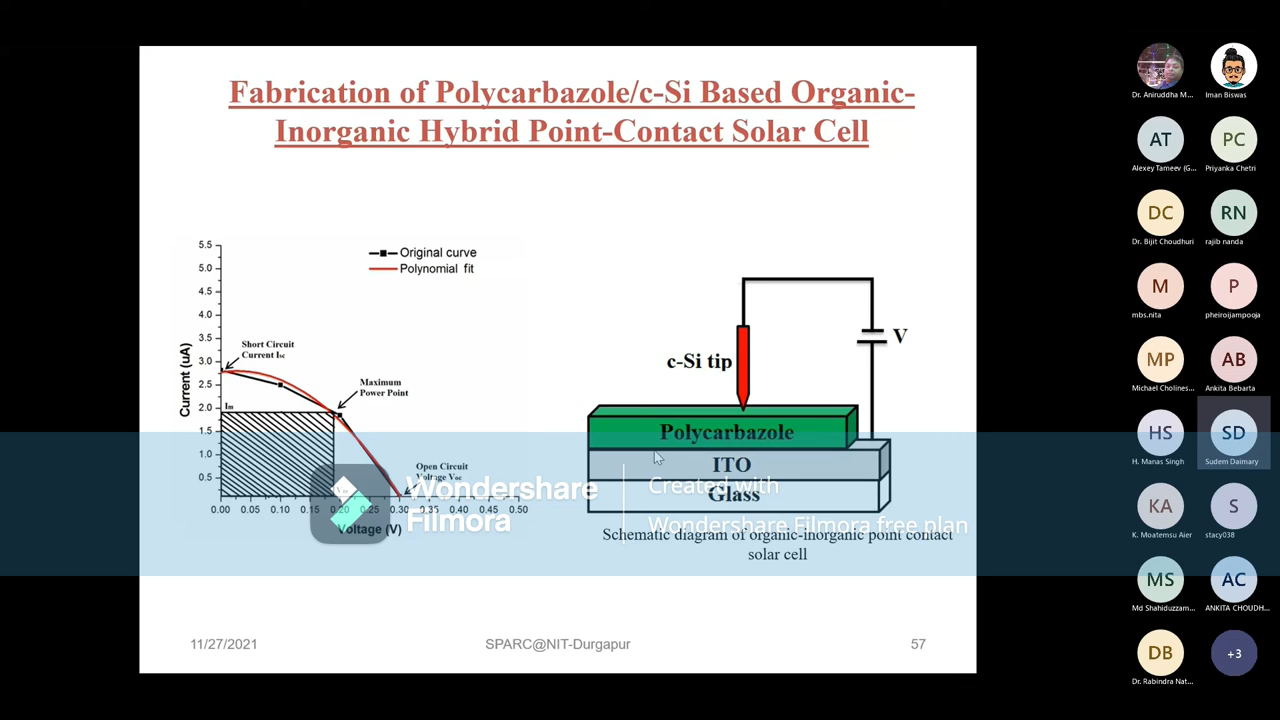 Fabrication of Polycarbazole/c-Si Based Organic-
Inorganic Hybrid Point-Contact Solar Cell
5.5
5.0
4.5
4.0
3.5
3.0
2.5
2.0
1.5
1.0
0.5
Current (uA)
Original curve
Polynomial fit
Short Circuit
Current Isc
Maximum
Power Point
Im
Vm
Open Circuit
Voltage Voc
0.00 0.05 0.10 0.15 0.20 0.25 0.30 0.35 0.40 0.45 0.50
Voltage (V)
c-Si tip
V
Polycarbazole
ITO
Glass
Schematic diagram of organic-inorganic point contact
solar cell
Wondershare
Filmora
Created with
Wondershare Filmora free plan
11/27/2021
SPARC@NIT-Durgapur
57
Dr. Aniruddha M...
Iman Biswas
AT
PC
Alexey Tameev (G...
Priyanka Chetri
DC
RN
Dr. Bijit Choudhuri
rajib nanda
M
P
mbs.nita
pheiroijampooja
MP
AB
Michael Cholines...
Ankita Bebarta
HS
SD
H. Manas Singh
Sudem Daimary
KA
S
K. Moatemsu Aier
stacy038
MS
AC
Md Shahiduzzam...
ANKITA CHOUDH...
DB
+3
Dr. Rabindra Nat...